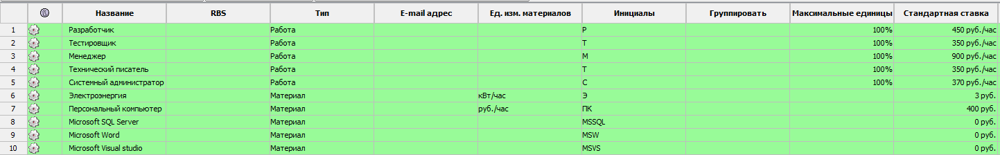 Название RBS Тип E-mail адрес Ед. изм. материалов Инициалы Группировать Максимальные единицы Стандартная ставка
1 Разработчик Работа Р 100% 450 руб./час
2 Тестировщик Работа Т 100% 350 руб./час
3 Менеджер Работа М 100% 900 руб./час
4 Технический писатель Работа Т 100% 350 руб./час
5 Системный администратор Работа С 100% 370 руб./час
6 Электроэнергия Материал кВт/час Э 3 руб.
7 Персональный компьютер Материал руб./час ПК 400 руб.
8 Microsoft SQL Server Материал MSSQL 0 руб.
9 Microsoft Word Материал MSW 0 руб.
10 Microsoft Visual studio Материал MSVS 0 руб.